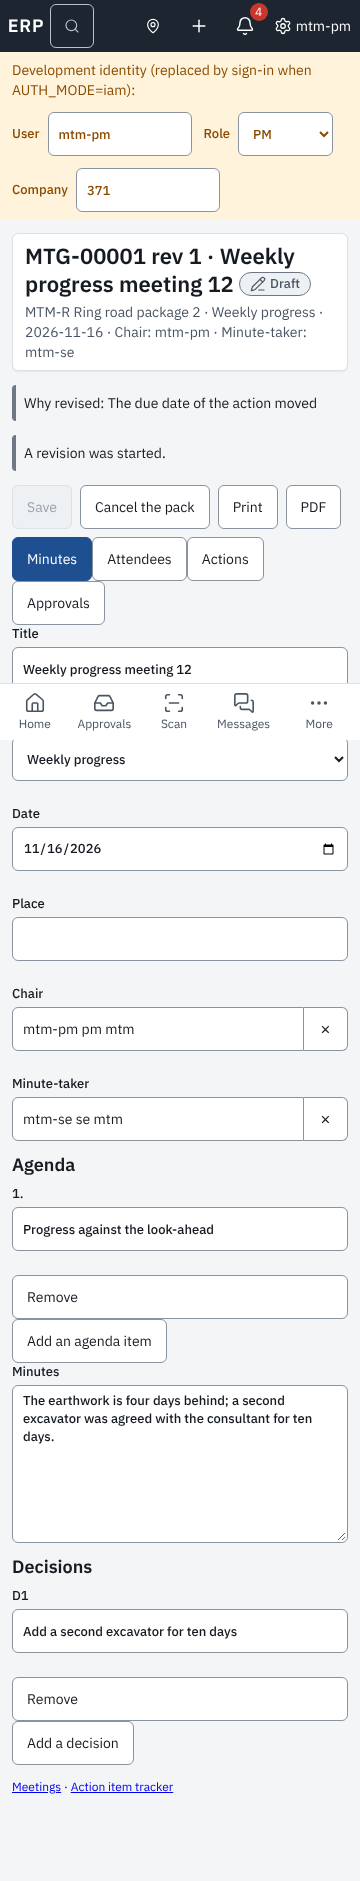 ERP
4
mtm-pm
Development identity (replaced by sign-in when
AUTH_MODE=iam):
User mtm-pm Role PM
Company 371
MTG-00001 rev 1 · Weekly
progress meeting 12 Draft
MTM-R Ring road package 2 · Weekly progress ·
2026-11-16 · Chair: mtm-pm · Minute-taker:
mtm-se
Why revised: The due date of the action moved
A revision was started.
Save Cancel the pack Print PDF
Minutes Attendees Actions
Approvals
Title
Weekly progress meeting 12
Home Approvals Scan Messages More
Weekly progress
Date
11/16/2026
Place
Chair
mtm-pm pm mtm ×
Minute-taker
mtm-se se mtm ×
Agenda
1.
Progress against the look-ahead
Remove
Add an agenda item
Minutes
The earthwork is four days behind; a second
excavator was agreed with the consultant for ten
days.
Decisions
D1
Add a second excavator for ten days
Remove
Add a decision
Meetings · Action item tracker